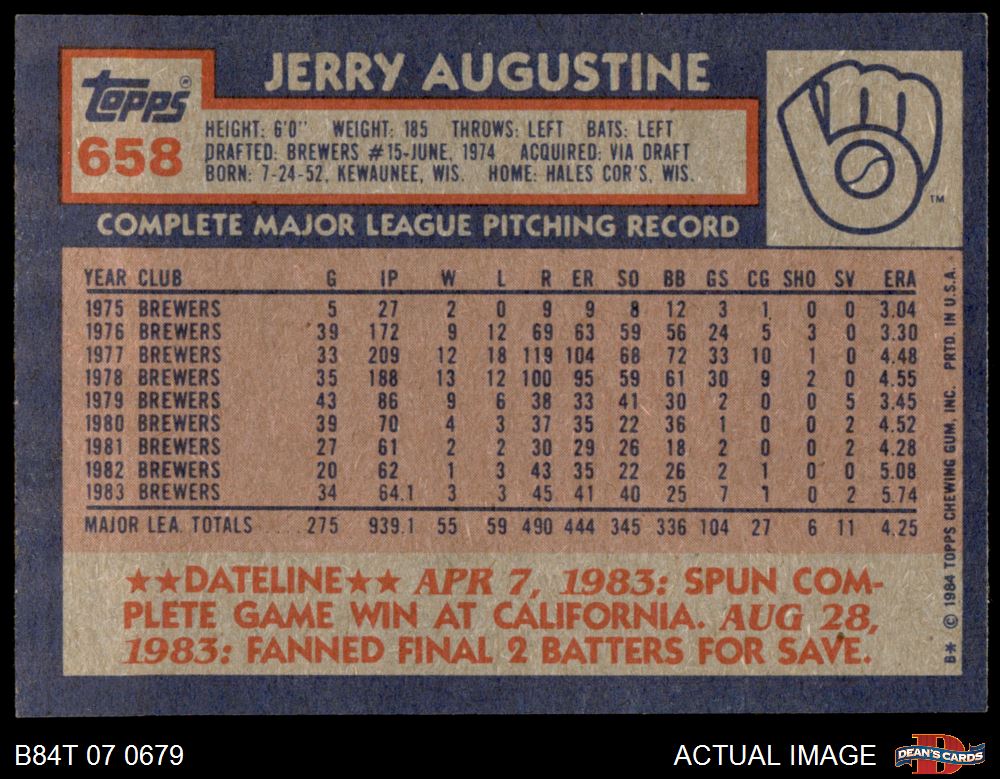 JERRY AUGUSTINE
topps®
658
HEIGHT: 6'0" WEIGHT: 185 THROWS: LEFT BATS: LEFT
DRAFTED: BREWERS #15-JUNE, 1974 ACQUIRED: VIA DRAFT
BORN: 7-24-52, KEWAUNEE, WIS. HOME: HALES COR'S, WIS.
TM
COMPLETE MAJOR LEAGUE PITCHING RECORD
YEAR CLUB G IP W L R ER SO BB GS CG SHO SV ERA
1975 BREWERS 5 27 2 0 9 9 8 12 3 1 0 0 3.04
1976 BREWERS 39 172 9 12 69 63 59 56 24 5 3 0 3.30
1977 BREWERS 33 209 12 18 119 104 68 72 33 10 1 0 4.48
1978 BREWERS 35 188 13 12 100 95 59 61 30 9 2 0 4.55
1979 BREWERS 43 86 9 6 38 33 41 30 2 0 0 5 3.45
1980 BREWERS 39 70 4 3 37 35 22 36 1 0 0 2 4.52
1981 BREWERS 27 61 2 2 30 29 26 18 2 0 0 2 4.28
1982 BREWERS 20 62 1 3 43 35 22 26 2 1 0 0 5.08
1983 BREWERS 34 64.1 3 3 45 41 40 25 7 1 0 2 5.74
MAJOR LEA. TOTALS 275 939.1 55 59 490 444 345 336 104 27 6 11 4.25
★★DATELINE★★ APR 7, 1983: SPUN COM-
PLETE GAME WIN AT CALIFORNIA. AUG 28,
1983: FANNED FINAL 2 BATTERS FOR SAVE.
B* © 1984 TOPPS CHEWING GUM, INC. PRTD. IN U.S.A.
B84T 07 0679
ACTUAL IMAGE
DEAN'S CARDS